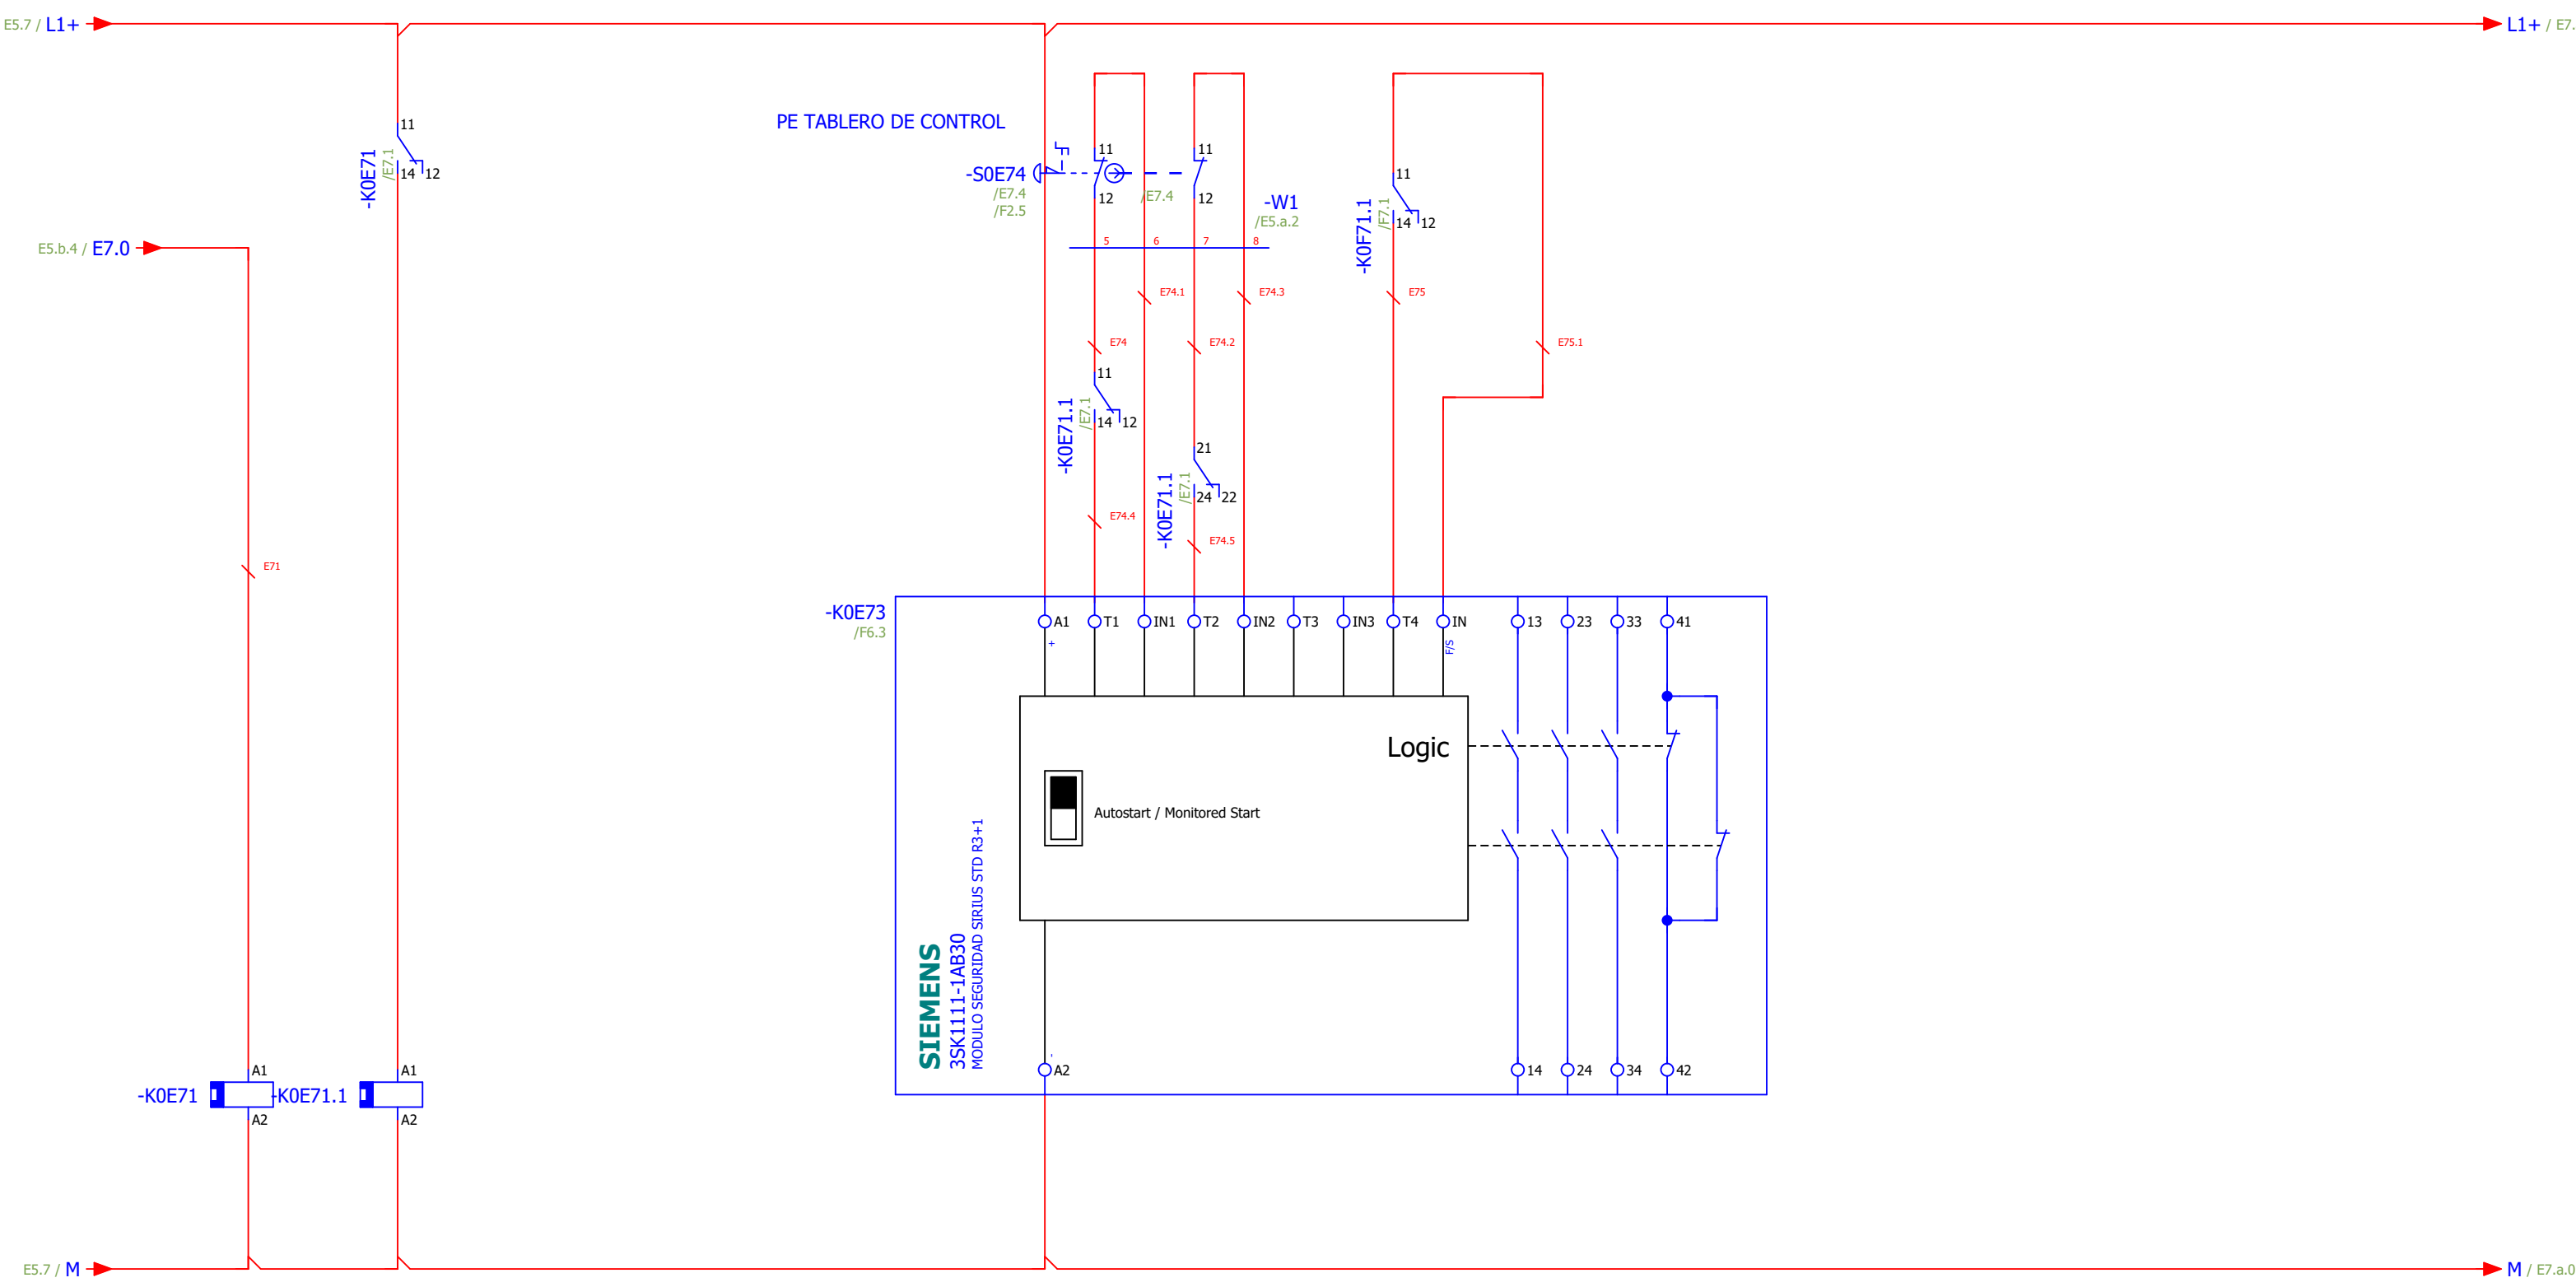 E5.7 / L1+
L1+ / E7.
PE TABLERO DE CONTROL
11
-K0E71
/E7.1
14 12
-S0E74
/E7.4
/F2.5
11
12
/E7.4
11
12
-W1
/E5.a.2
5 6 7 8
11
-K0F71.1
/F7.1
14 12
E5.b.4 / E7.0
E74.1
E74.3
E75
E74
E74.2
E75.1
11
-K0E71.1
/E7.1
14 12
21
-K0E71.1
/E7.1
24 22
E74.4
E74.5
E71
-K0E73
/F6.3
A1 T1 IN1 T2 IN2 T3 IN3 T4 IN 13 23 33 41
+
F/S
Logic
Autostart / Monitored Start
SIEMENS
3SK1111-1AB30
MODULO SEGURIDAD SIRIUS STD R3+1
-
A2 14 24 34 42
A1
-K0E71
A2
A1
-K0E71.1
A2
E5.7 / M
M / E7.a.0